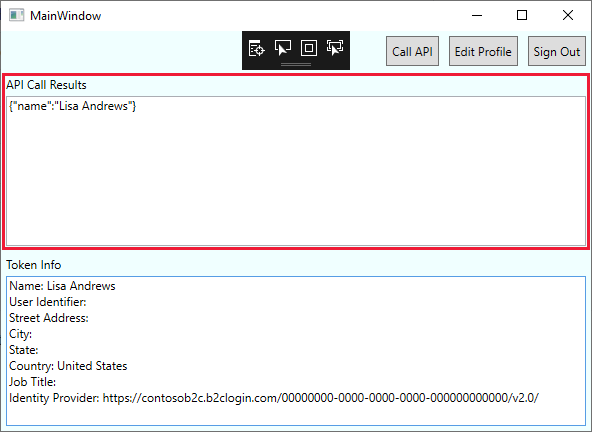 MainWindow
Call API
Edit Profile
Sign Out
API Call Results
{"name":"Lisa Andrews"}
Token Info
Name: Lisa Andrews
User Identifier:
Street Address:
City:
State:
Country: United States
Job Title:
Identity Provider: https://contosob2c.b2clogin.com/00000000-0000-0000-0000-000000000000/v2.0/